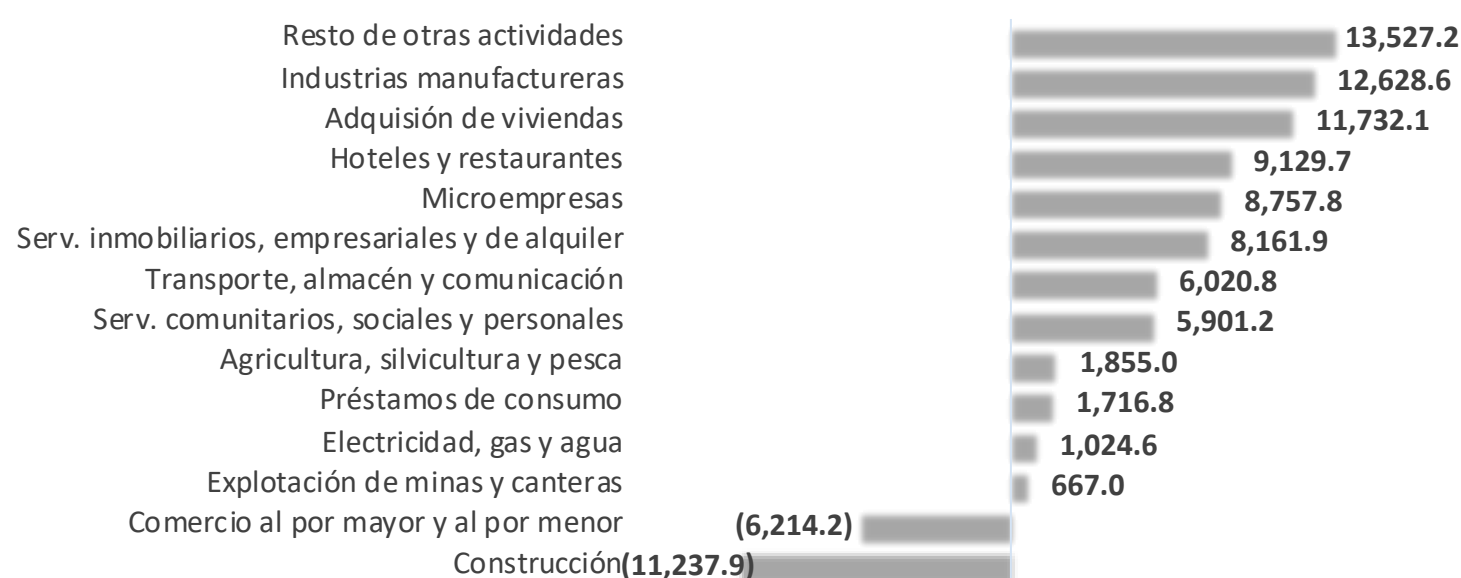 Resto de otras actividades 13,527.2
Industrias manufactureras 12,628.6
Adquisión de viviendas 11,732.1
Hoteles y restaurantes 9,129.7
Microempresas 8,757.8
Serv. inmobiliarios, empresariales y de alquiler 8,161.9
Transporte, almacén y comunicación 6,020.8
Serv. comunitarios, sociales y personales 5,901.2
Agricultura, silvicultura y pesca 1,855.0
Préstamos de consumo 1,716.8
Electricidad, gas y agua 1,024.6
Explotación de minas y canteras 667.0
Comercio al por mayor y al por menor (6,214.2)
Construcción (11,237.9)